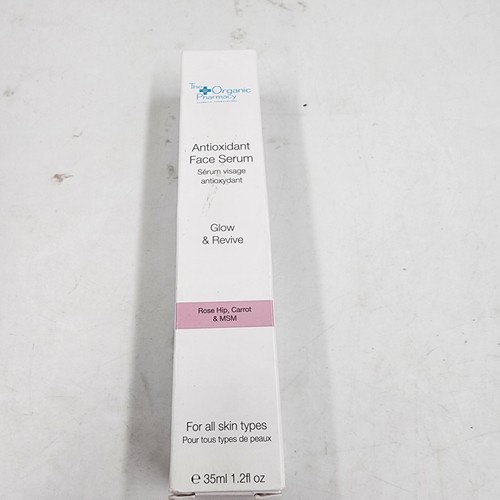 The Organic
Pharmacy
Antioxidant
Face Serum
Sérum visage
antioxydant
Glow
& Revive
Rose Hip, Carrot
& MSM
For all skin types
Pour tous types de peaux
℮ 35ml 1.2fl oz